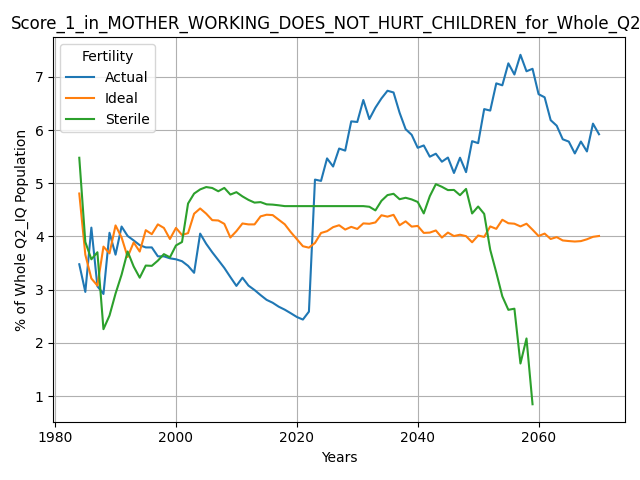 Score_1_in_MOTHER_WORKING_DOES_NOT_HURT_CHILDREN_for_Whole_Q2
Fertility
Actual
Ideal
Sterile
% of Whole Q2_IQ Population
7
6
5
4
3
2
1
1980 2000 2020 2040 2060
Years